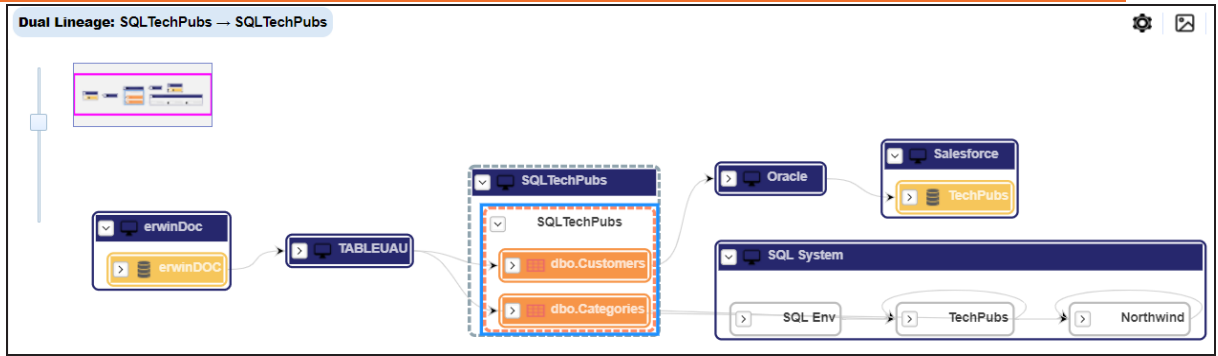 Dual Lineage: SQLTechPubs → SQLTechPubs
erwinDoc
erwinDOC
TABLEUAU
SQLTechPubs
SQLTechPubs
dbo.Customers
dbo.Categories
Oracle
Salesforce
TechPubs
SQL System
SQL Env
TechPubs
Northwind